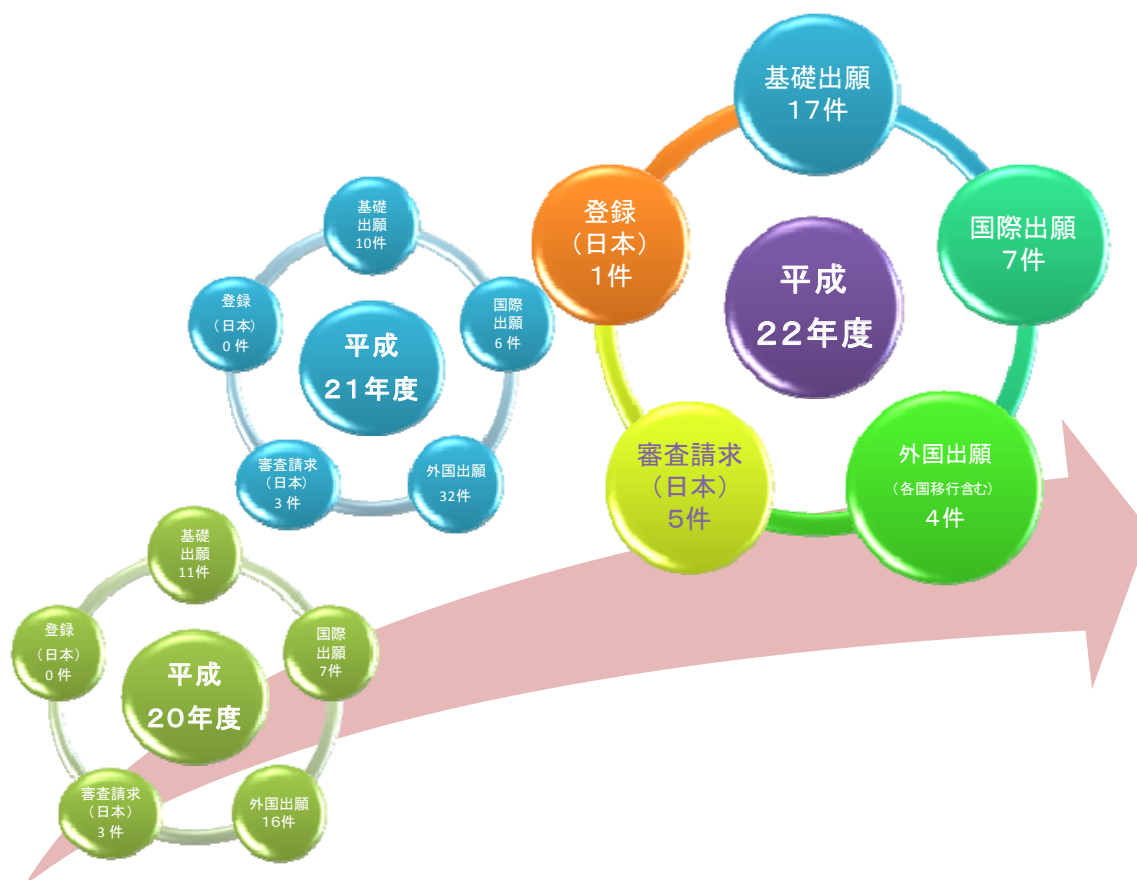 基礎出願
17件
国際出願
7件
外国出願
(各国移行含む)
4件
審査請求
(日本)
5件
登録
(日本)
1件
平成
22年度
基礎
出願
10件
国際
出願
6件
外国出願
32件
審査請求
(日本)
3件
登録
(日本)
0件
平成
21年度
基礎
出願
11件
国際
出願
7件
外国出願
16件
審査請求
(日本)
3件
登録
(日本)
0件
平成
20年度